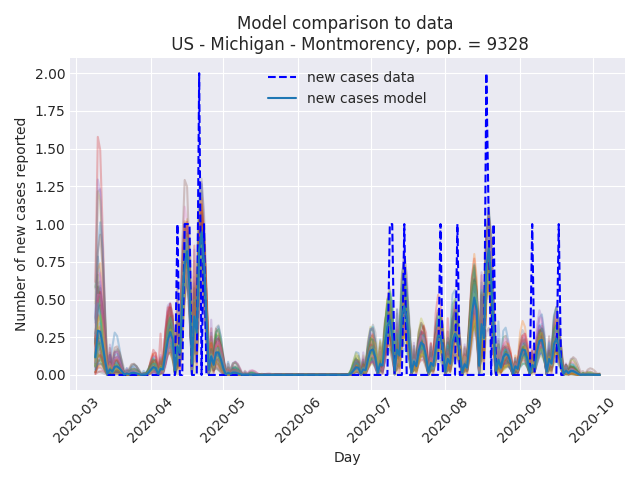 Model comparison to data
US - Michigan - Montmorency, pop. = 9328
new cases data
new cases model
Number of new cases reported
2.00
1.75
1.50
1.25
1.00
0.75
0.50
0.25
0.00
2020-03
2020-04
2020-05
2020-06
2020-07
2020-08
2020-09
2020-10
Day